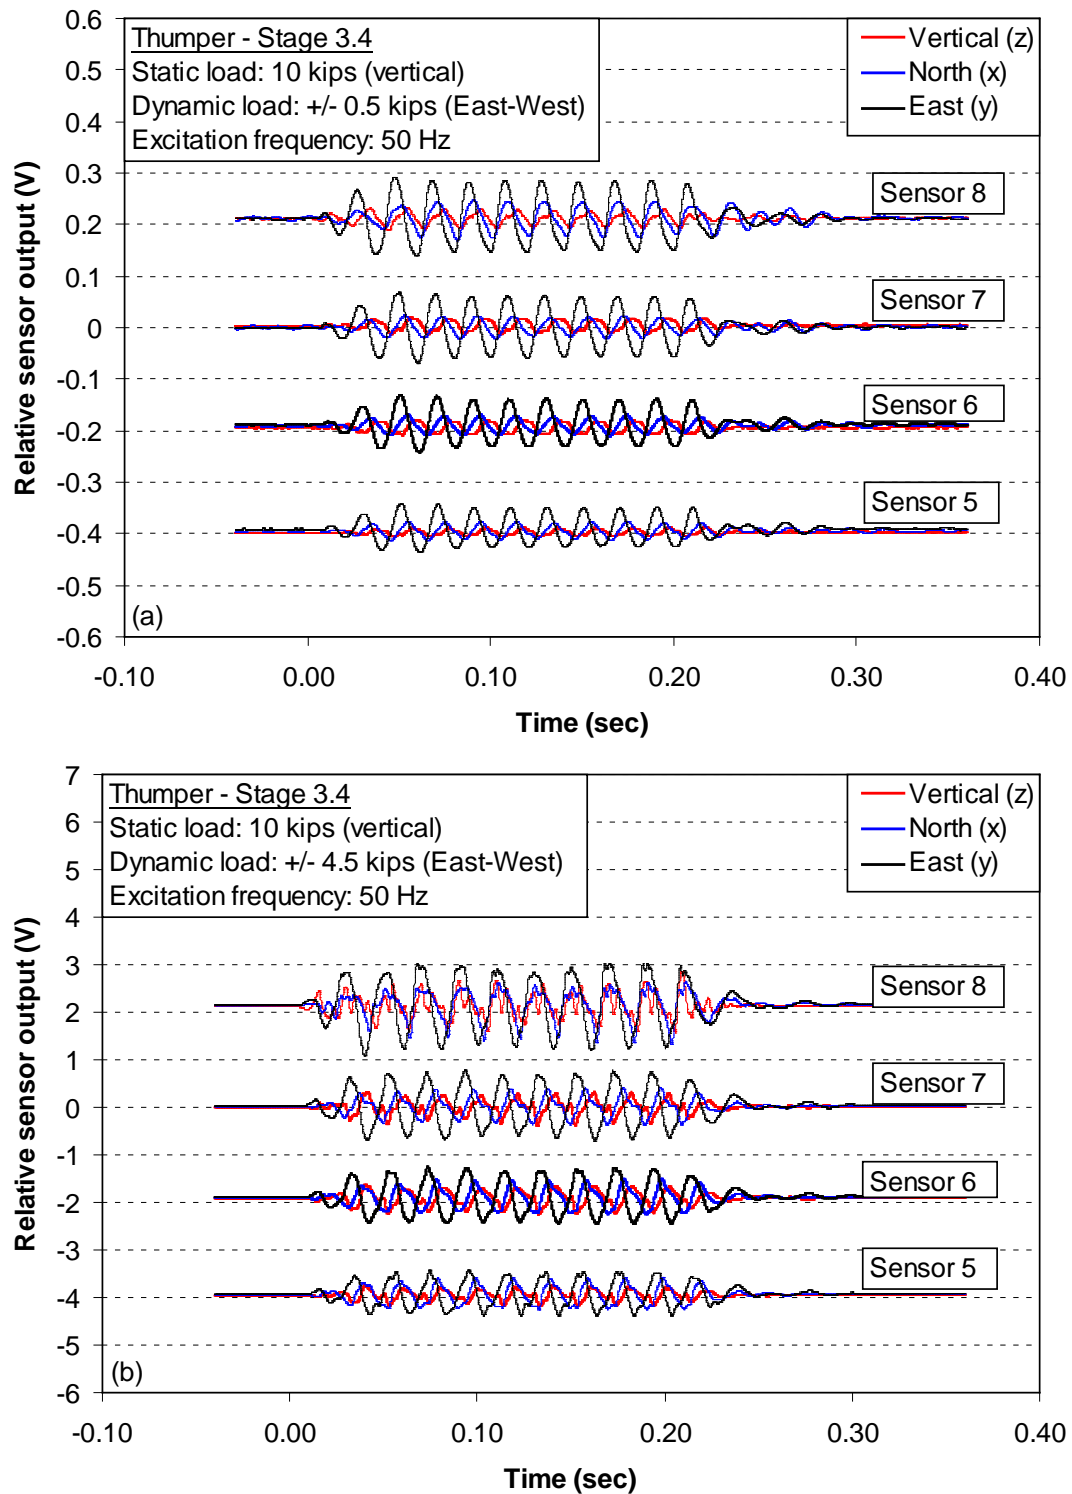 0.6
Thumper - Stage 3.4
Static load: 10 kips (vertical)
Dynamic load: +/- 0.5 kips (East-West)
Excitation frequency: 50 Hz
Vertical (z)
North (x)
East (y)
0.5
0.4
0.3
0.2
0.1
0
-0.1
-0.2
-0.3
-0.4
-0.5
-0.6
Relative sensor output (V)
Sensor 8
Sensor 7
Sensor 6
Sensor 5
(a)
-0.10 0.00 0.10 0.20 0.30 0.40
Time (sec)
7
Thumper - Stage 3.4
Static load: 10 kips (vertical)
Dynamic load: +/- 4.5 kips (East-West)
Excitation frequency: 50 Hz
Vertical (z)
North (x)
East (y)
6
5
4
3
2
1
0
-1
-2
-3
-4
-5
-6
Relative sensor output (V)
Sensor 8
Sensor 7
Sensor 6
Sensor 5
(b)
-0.10 0.00 0.10 0.20 0.30 0.40
Time (sec)